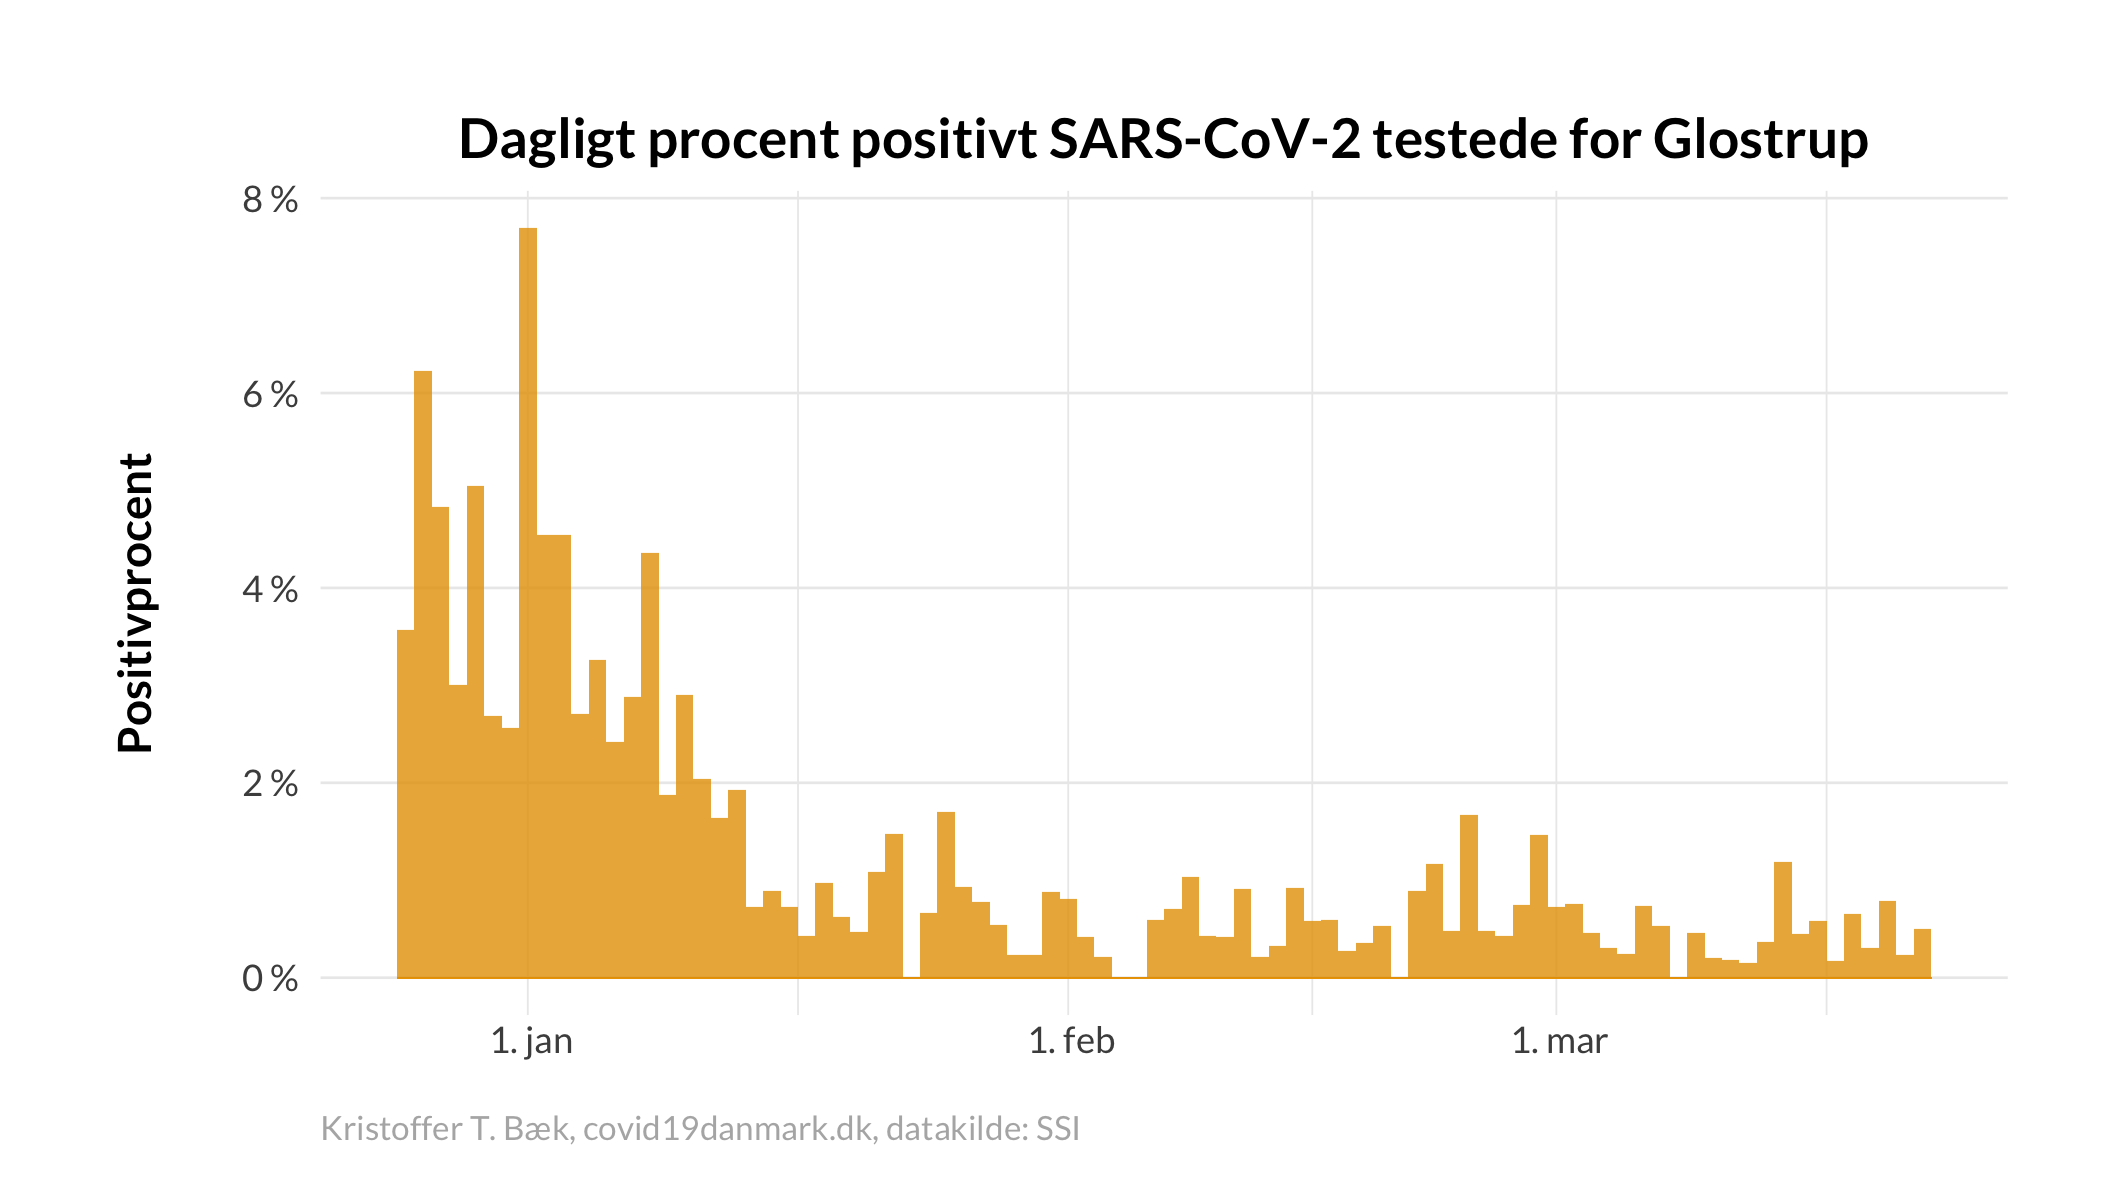 Dagligt procent positivt SARS-CoV-2 testede for Glostrup
Positivprocent
8 %
6 %
4 %
2 %
0 %
1. jan
1. feb
1. mar
Kristoffer T. Bæk, covid19danmark.dk, datakilde: SSI